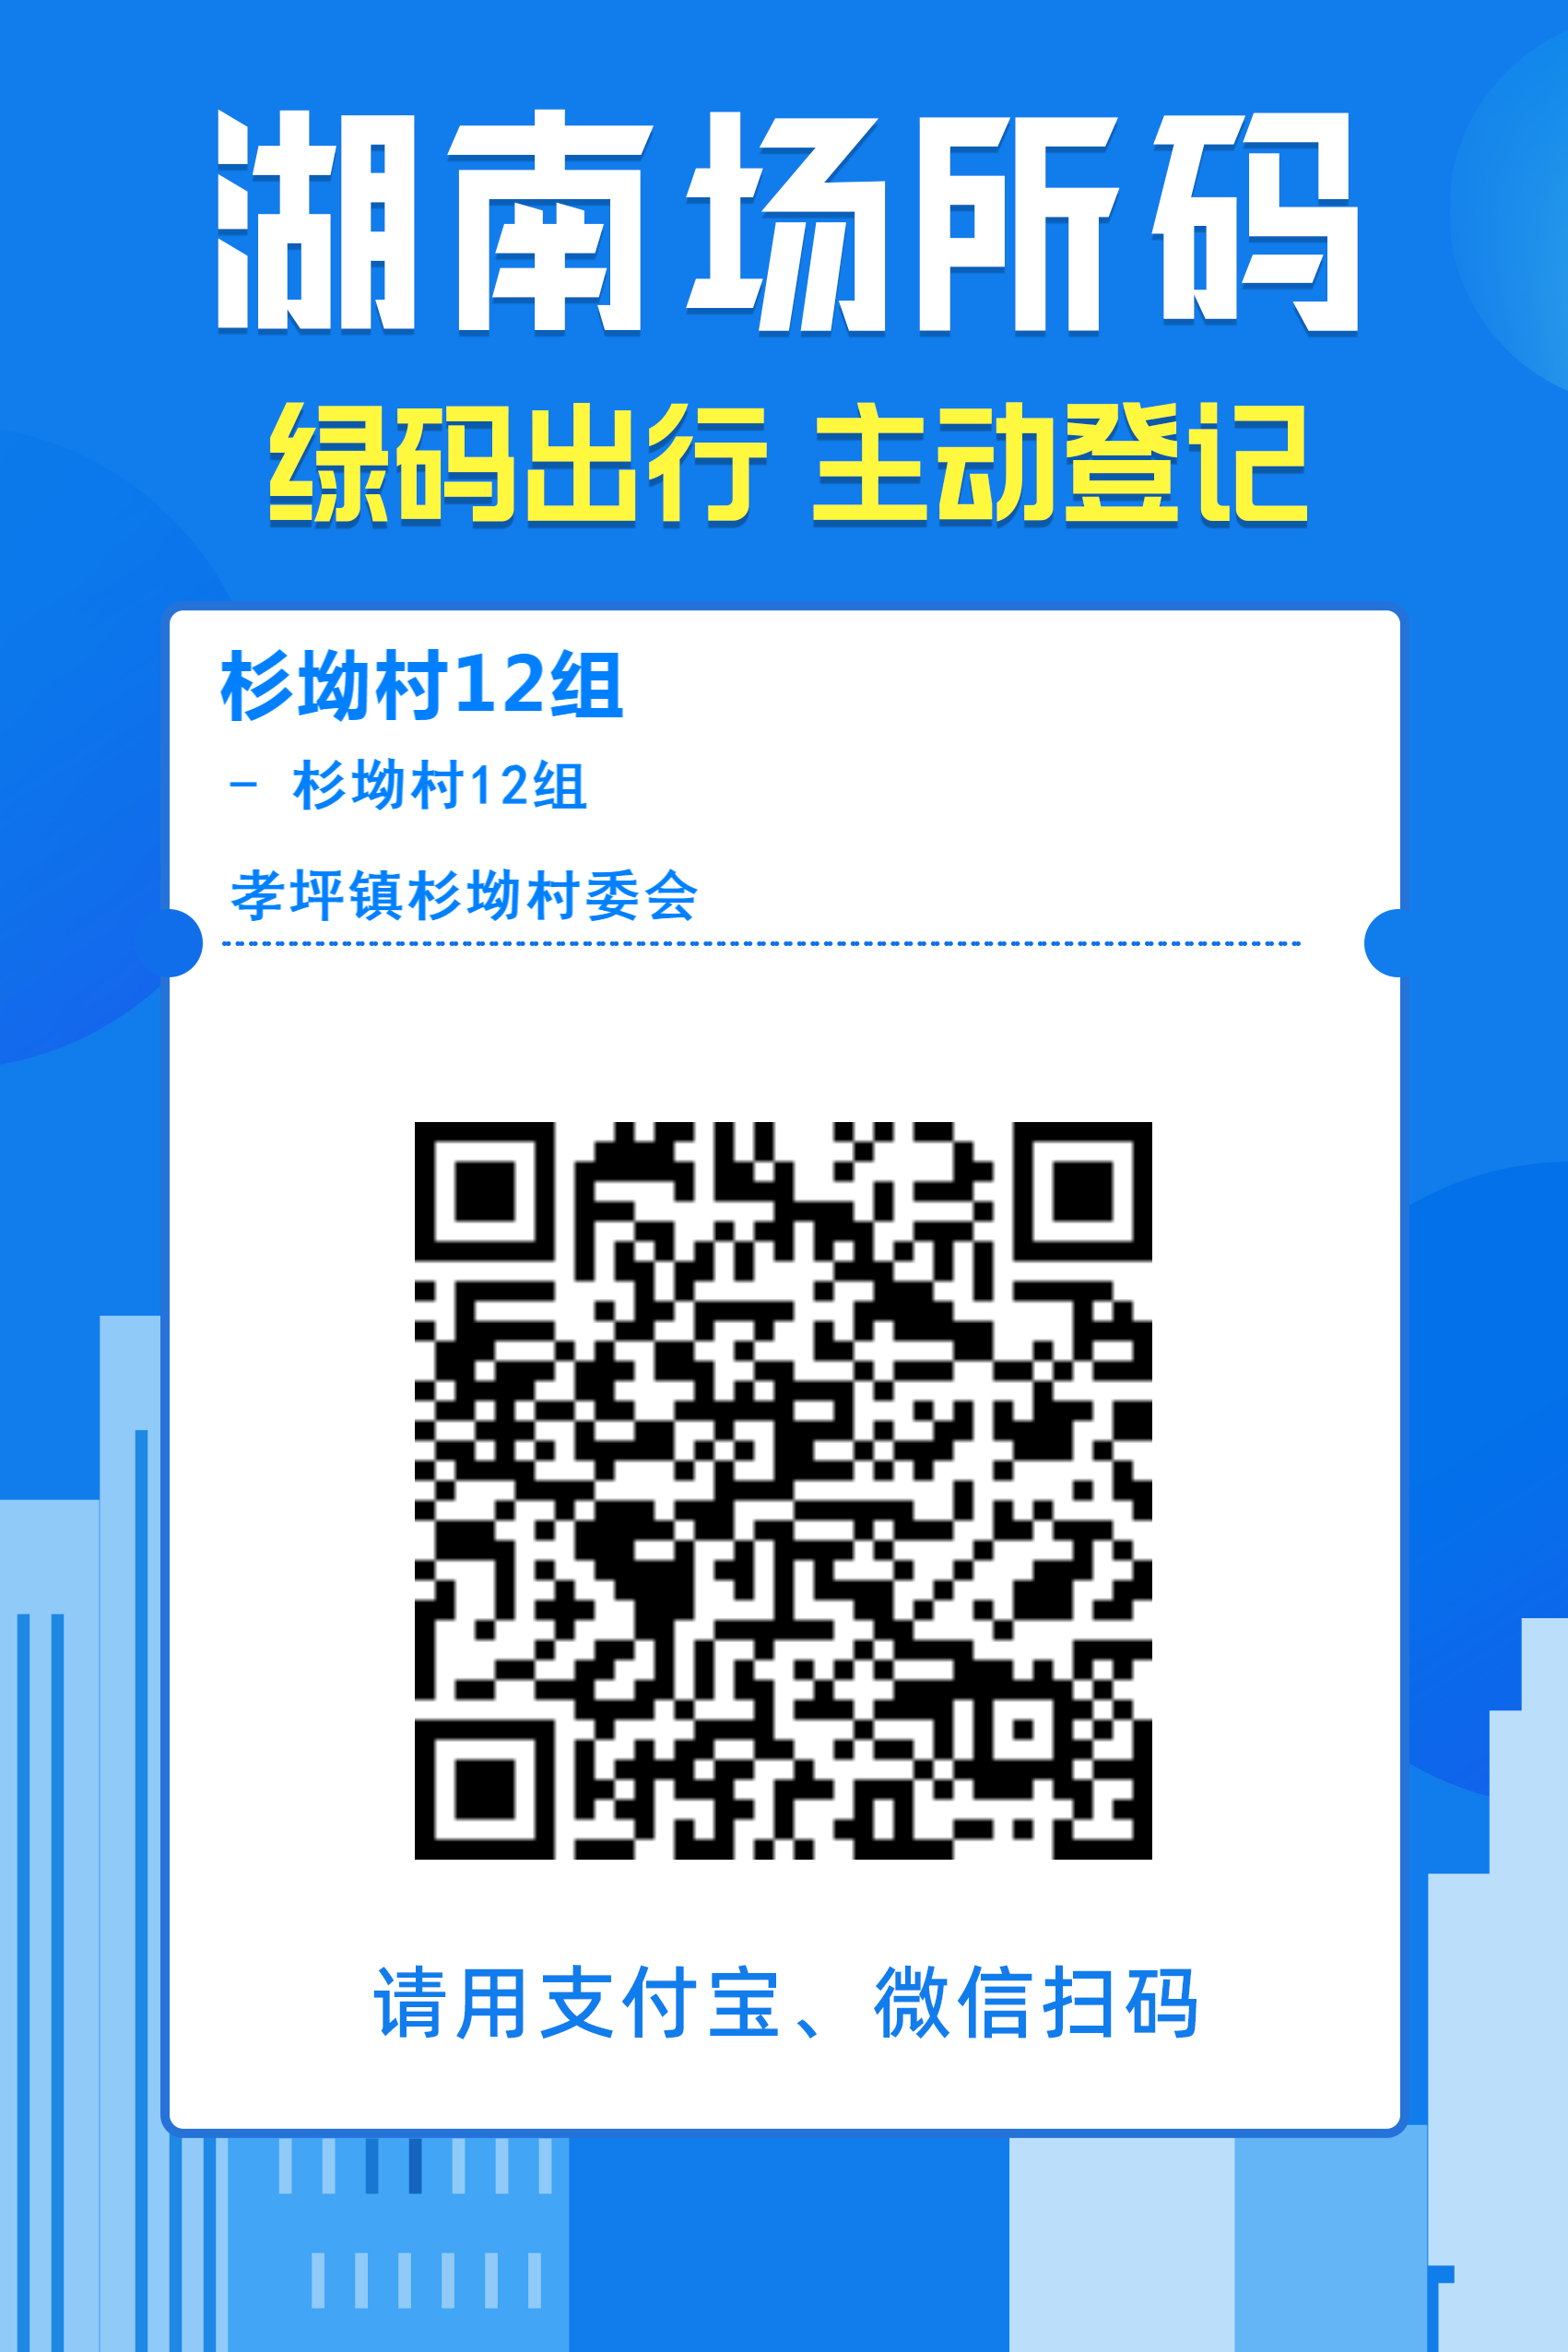 湖南场所码
绿码出行 主动登记
杉坳村12组
- 杉坳村12组
孝坪镇杉坳村委会
请用支付宝、微信扫码